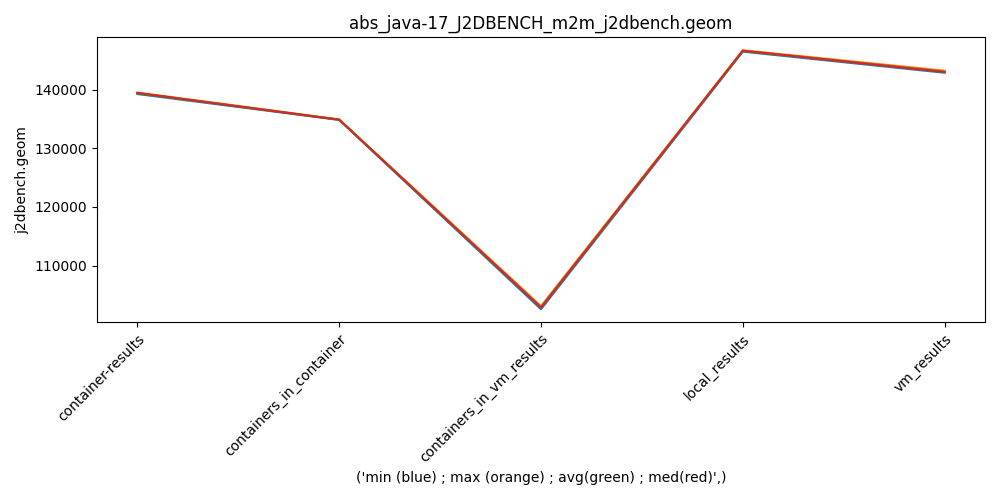 abs_java-17_J2DBENCH_m2m_j2dbench.geom
j2dbench.geom
140000
130000
120000
110000
container-results
containers_in_container
containers_in_vm_results
local_results
vm_results
('min (blue) ; max (orange) ; avg(green) ; med(red)',)